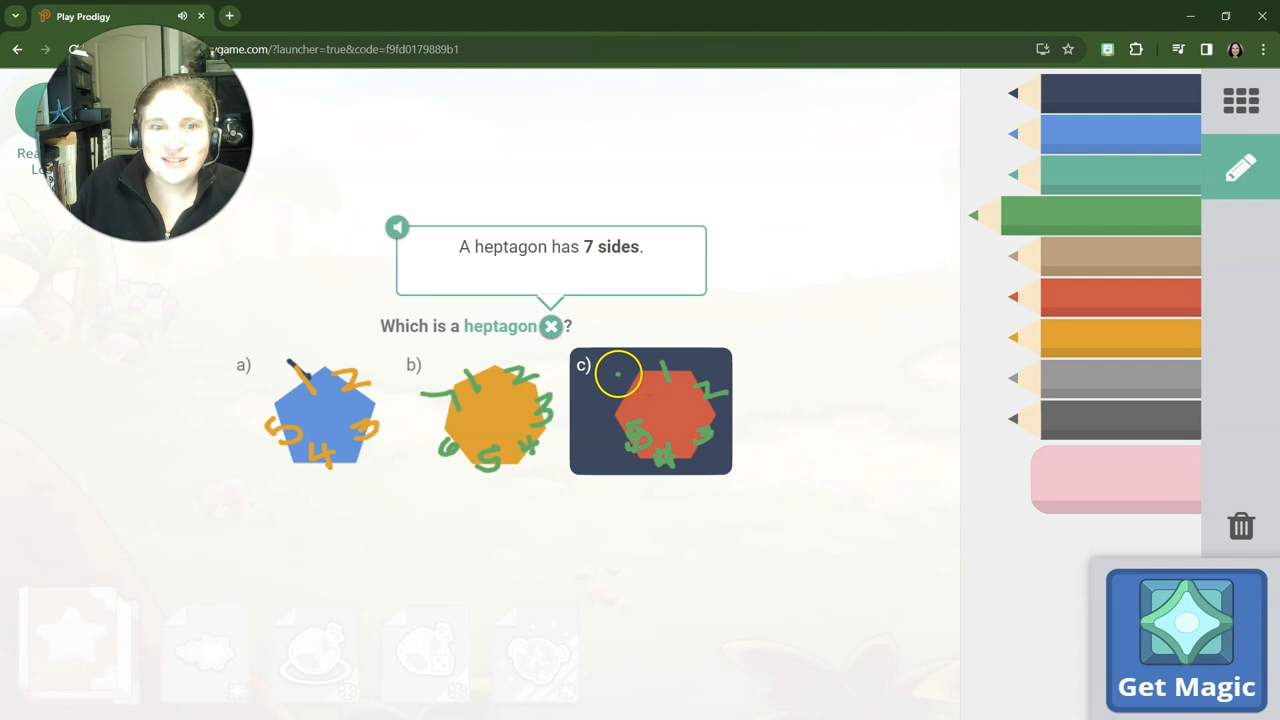 Play Prodigy
game.com/?launcher=true&code=f9fd0179889b1
A heptagon has 7 sides.
Which is a heptagon ?
a) 1 2 3 4 5
b) 1 2 3 4 5 6 7
c) 1 2 3 4 5
Get Magic